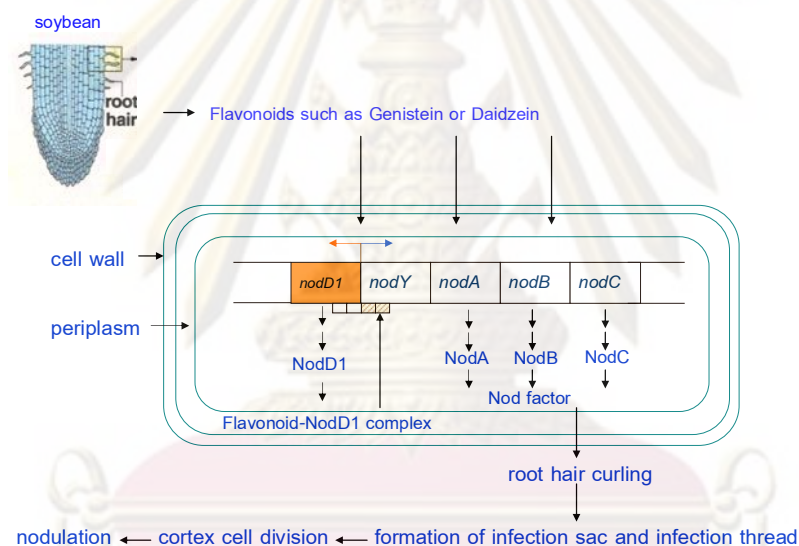 soybean
root
hair
Flavonoids such as Genistein or Daidzein
cell wall
nodD1 nodY nodA nodB nodC
periplasm
NodD1 NodA NodB NodC
Nod factor
Flavonoid-NodD1 complex
root hair curling
nodulation cortex cell division formation of infection sac and infection thread